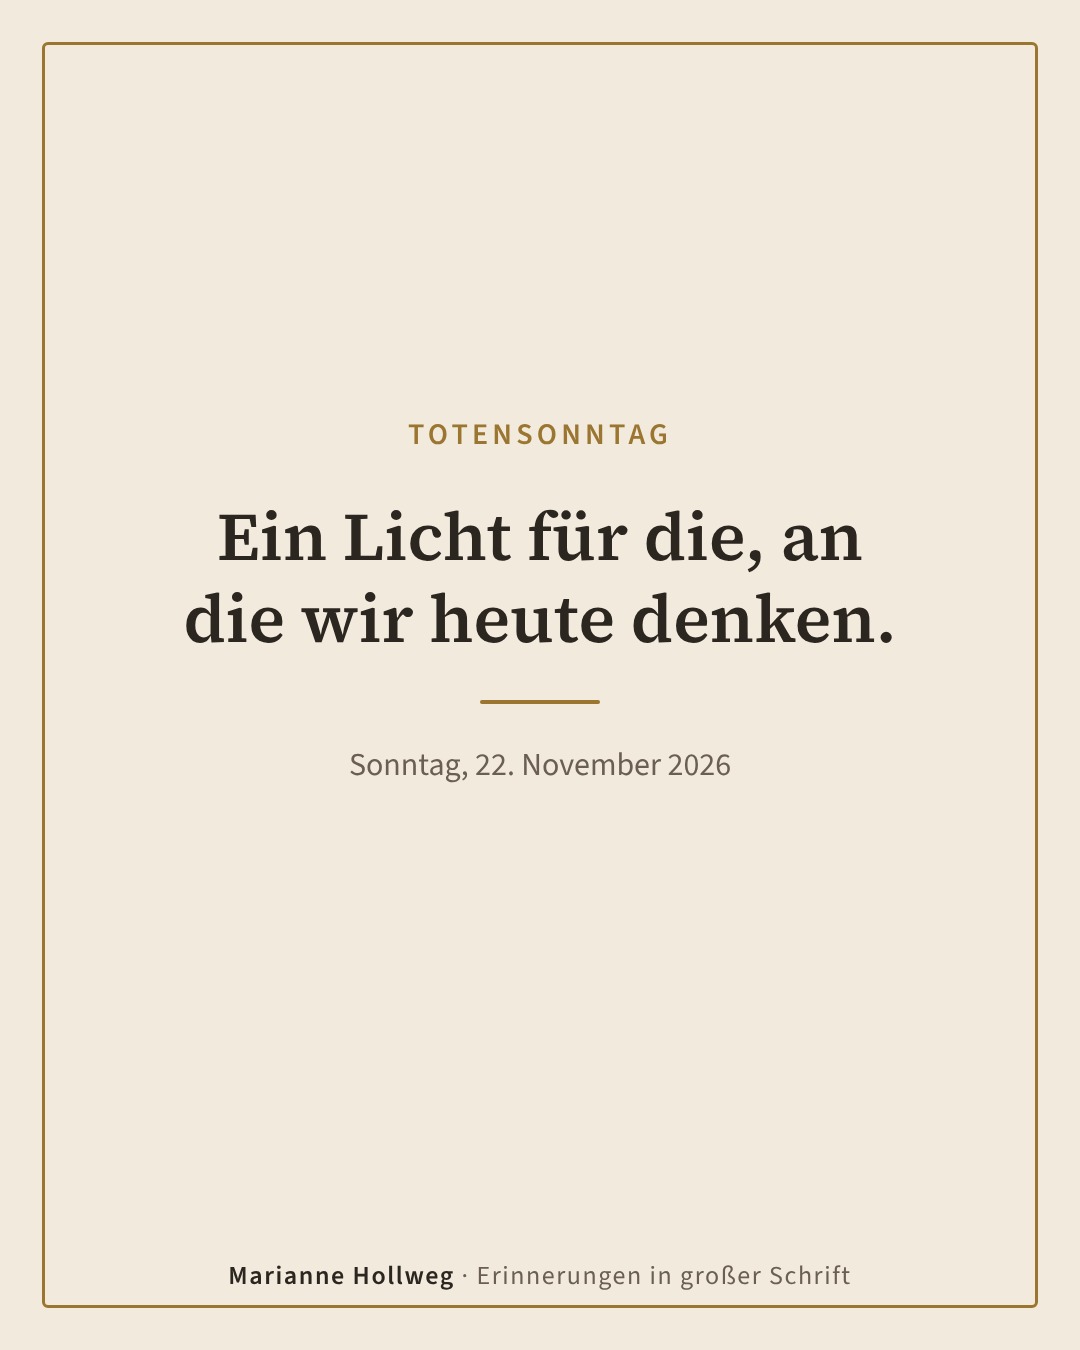 TOTENSONNTAG
Ein Licht für die, an
die wir heute denken.
Sonntag, 22. November 2026
Marianne Hollweg · Erinnerungen in großer Schrift